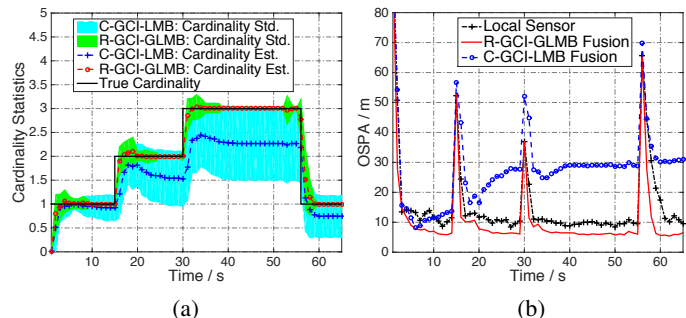 C-GCI-LMB: Cardinality Std.
R-GCI-GLMB: Cardinality Std.
C-GCI-LMB: Cardinality Est.
R-GCI-GLMB: Cardinality Est.
True Cardinality
Cardinality Statistics
5
4.5
4
3.5
3
2.5
2
1.5
1
0.5
0
10 20 30 40 50 60
Time / s
(a)
Local Sensor
R-GCI-GLMB Fusion
C-GCI-LMB Fusion
OSPA / m
80
70
60
50
40
30
20
10
0
0 10 20 30 40 50 60
Time / s
(b)